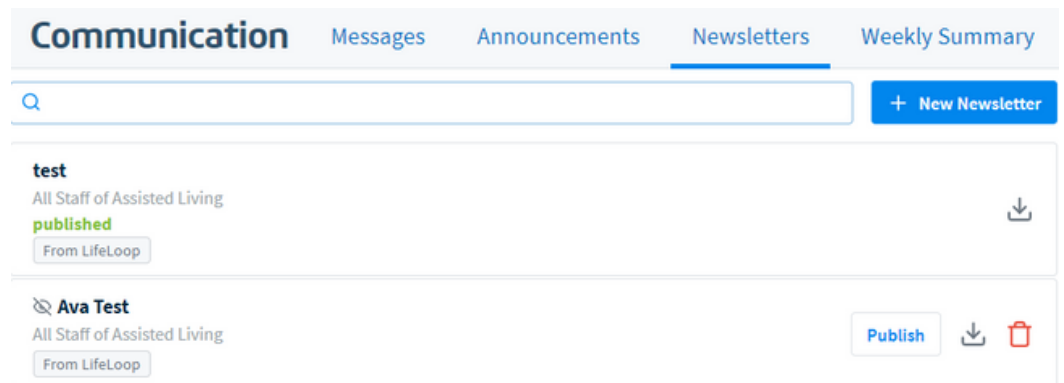 Communication Messages Announcements Newsletters Weekly Summary
+ New Newsletter
test
All Staff of Assisted Living
published
From LifeLoop
Ava Test
All Staff of Assisted Living
Publish
From LifeLoop